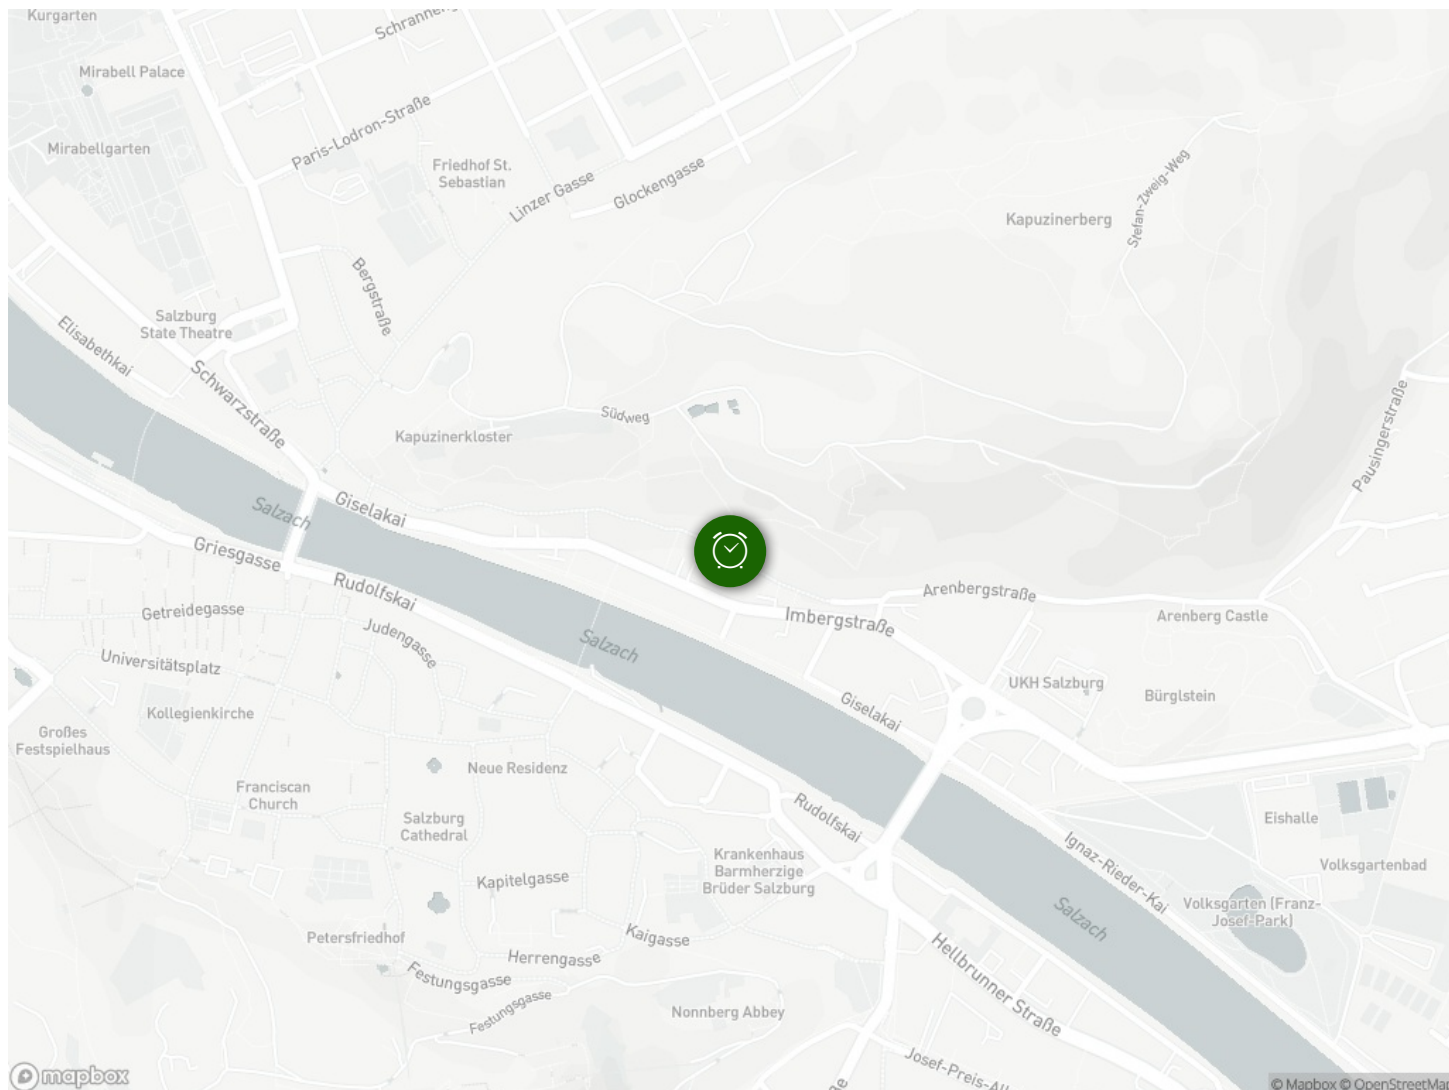 Kurgarten
Mirabell Palace
Paris-Lodron-Straße
Mirabellgarten
Friedhof St.
Sebastian
Linzer Gasse
Glockengasse
Kapuzinerberg
Stefan-Zweig-Weg
Bergstraße
Salzburg
State Theatre
Elisabethkai
Schwarzstraße
Südweg
Kapuzinerkloster
Pausingerstraße
Salzach
Giselakai
Griesgasse
Rudolfskai
Getreidegasse
Judengasse
Universitätsplatz
Salzach
Imbergstraße
Arenbergstraße
Arenberg Castle
UKH Salzburg
Bürglstein
Giselakai
Kollegienkirche
Großes
Festspielhaus
Neue Residenz
Franciscan
Church
Salzburg
Cathedral
Rudolfskai
Eishalle
Ignaz-Rieder-Kai
Volksgartenbad
Krankenhaus
Barmherzige
Brüder Salzburg
Kapitelgasse
Volksgarten (Franz-
Josef-Park)
Salzach
Petersfriedhof
Kaigasse
Herrengasse
Festungsgasse
Festungsgasse
Hellbrunner Straße
Nonnberg Abbey
mapbox
© Mapbox ©